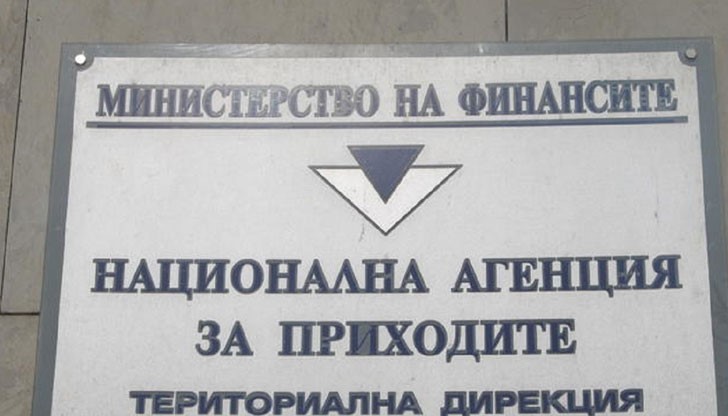 МИНИСТЕРСТВО НА ФИНАНСИТЕ
НАЦИОНАЛНА АГЕНЦИЯ
ЗА ПРИХОДИТЕ
ТЕРИТОРИАЛНА ДИРЕКЦИЯ